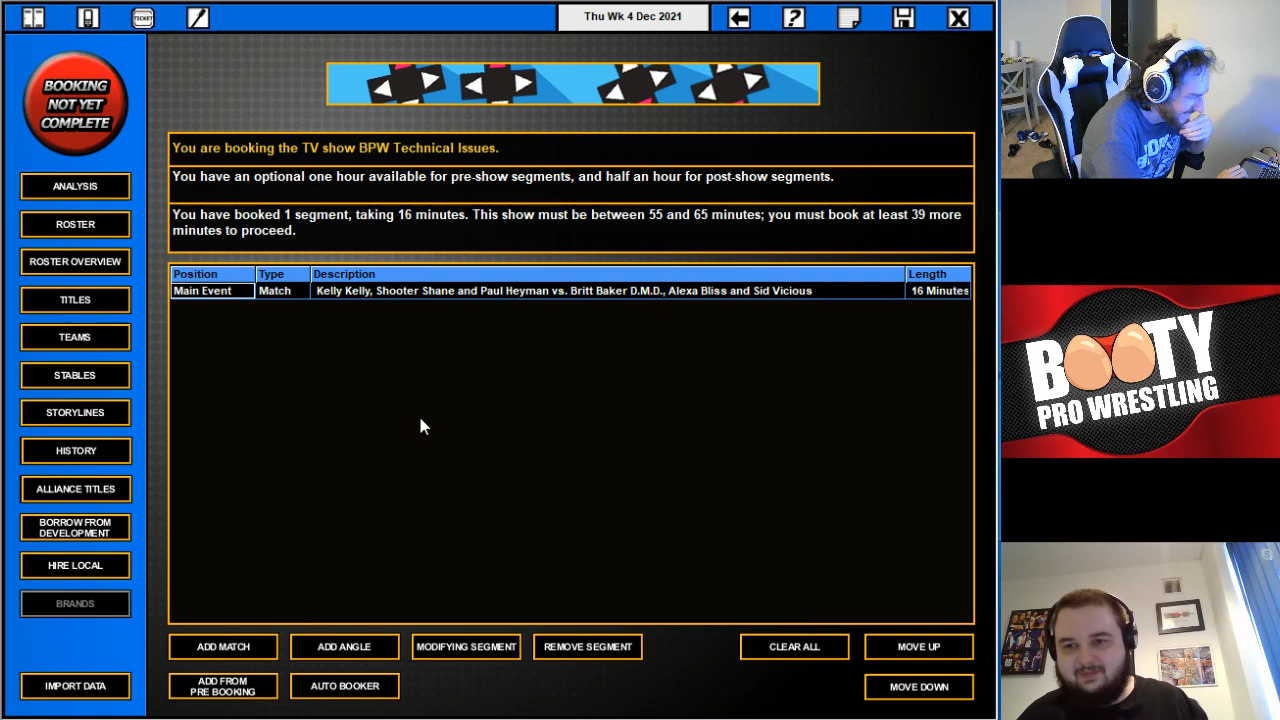 TICKET
Thu Wk 4 Dec 2021
?
X
BOOKING
NOT YET
COMPLETE
ANALYSIS
ROSTER
ROSTER OVERVIEW
TITLES
TEAMS
STABLES
STORYLINES
HISTORY
ALLIANCE TITLES
BORROW FROM
DEVELOPMENT
HIRE LOCAL
BRANDS
IMPORT DATA
You are booking the TV show BPW Technical Issues.
You have an optional one hour available for pre-show segments, and half an hour for post-show segments.
You have booked 1 segment, taking 16 minutes. This show must be between 55 and 65 minutes; you must book at least 39 more
minutes to proceed.
Position Type Description Length
Main Event Match Kelly Kelly, Shooter Shane and Paul Heyman vs. Britt Baker D.M.D., Alexa Bliss and Sid Vicious 16 Minutes
ADD MATCH ADD ANGLE MODIFYING SEGMENT REMOVE SEGMENT CLEAR ALL MOVE UP
ADD FROM
PRE BOOKING
AUTO BOOKER
MOVE DOWN
BOOTY
PRO WRESTLING